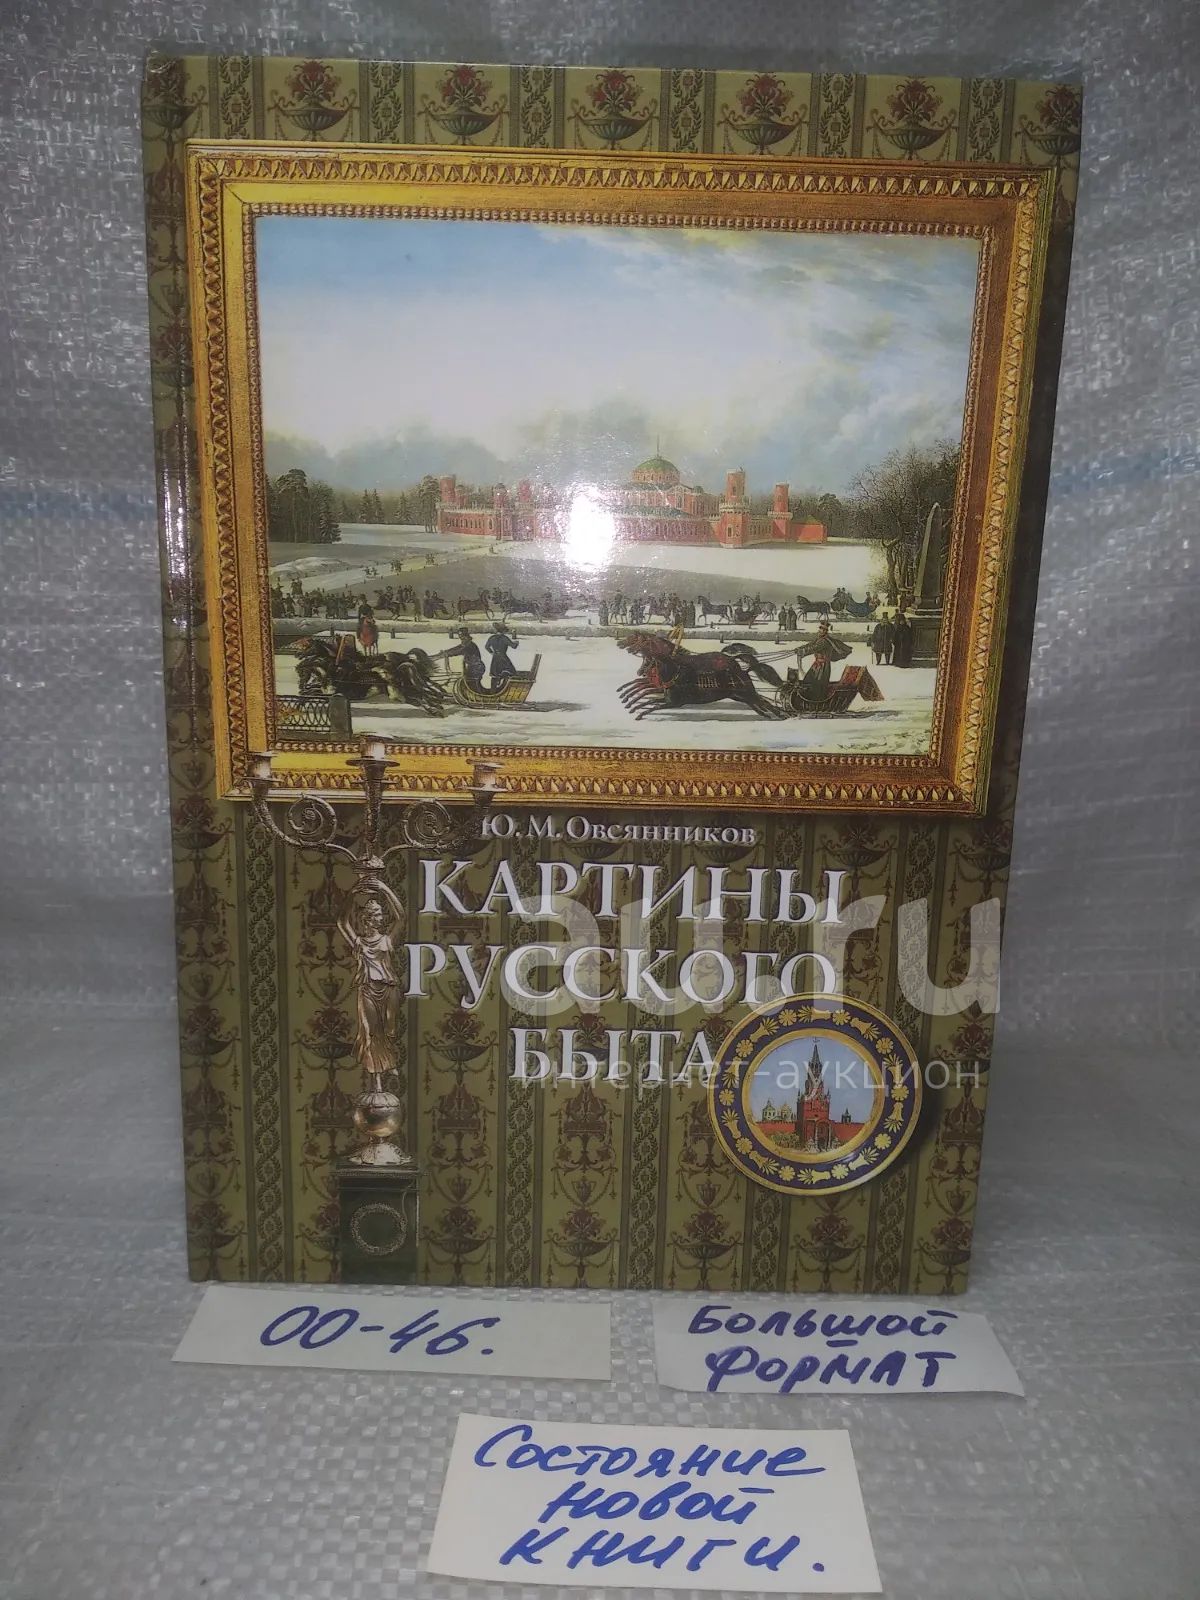 Ю. М. Овсянников
КАРТИНЫ
РУССКОГО
БЫТА
au.ru
интернет-аукцион
00-46.
Большой
формат
Состояние
новой
книги.